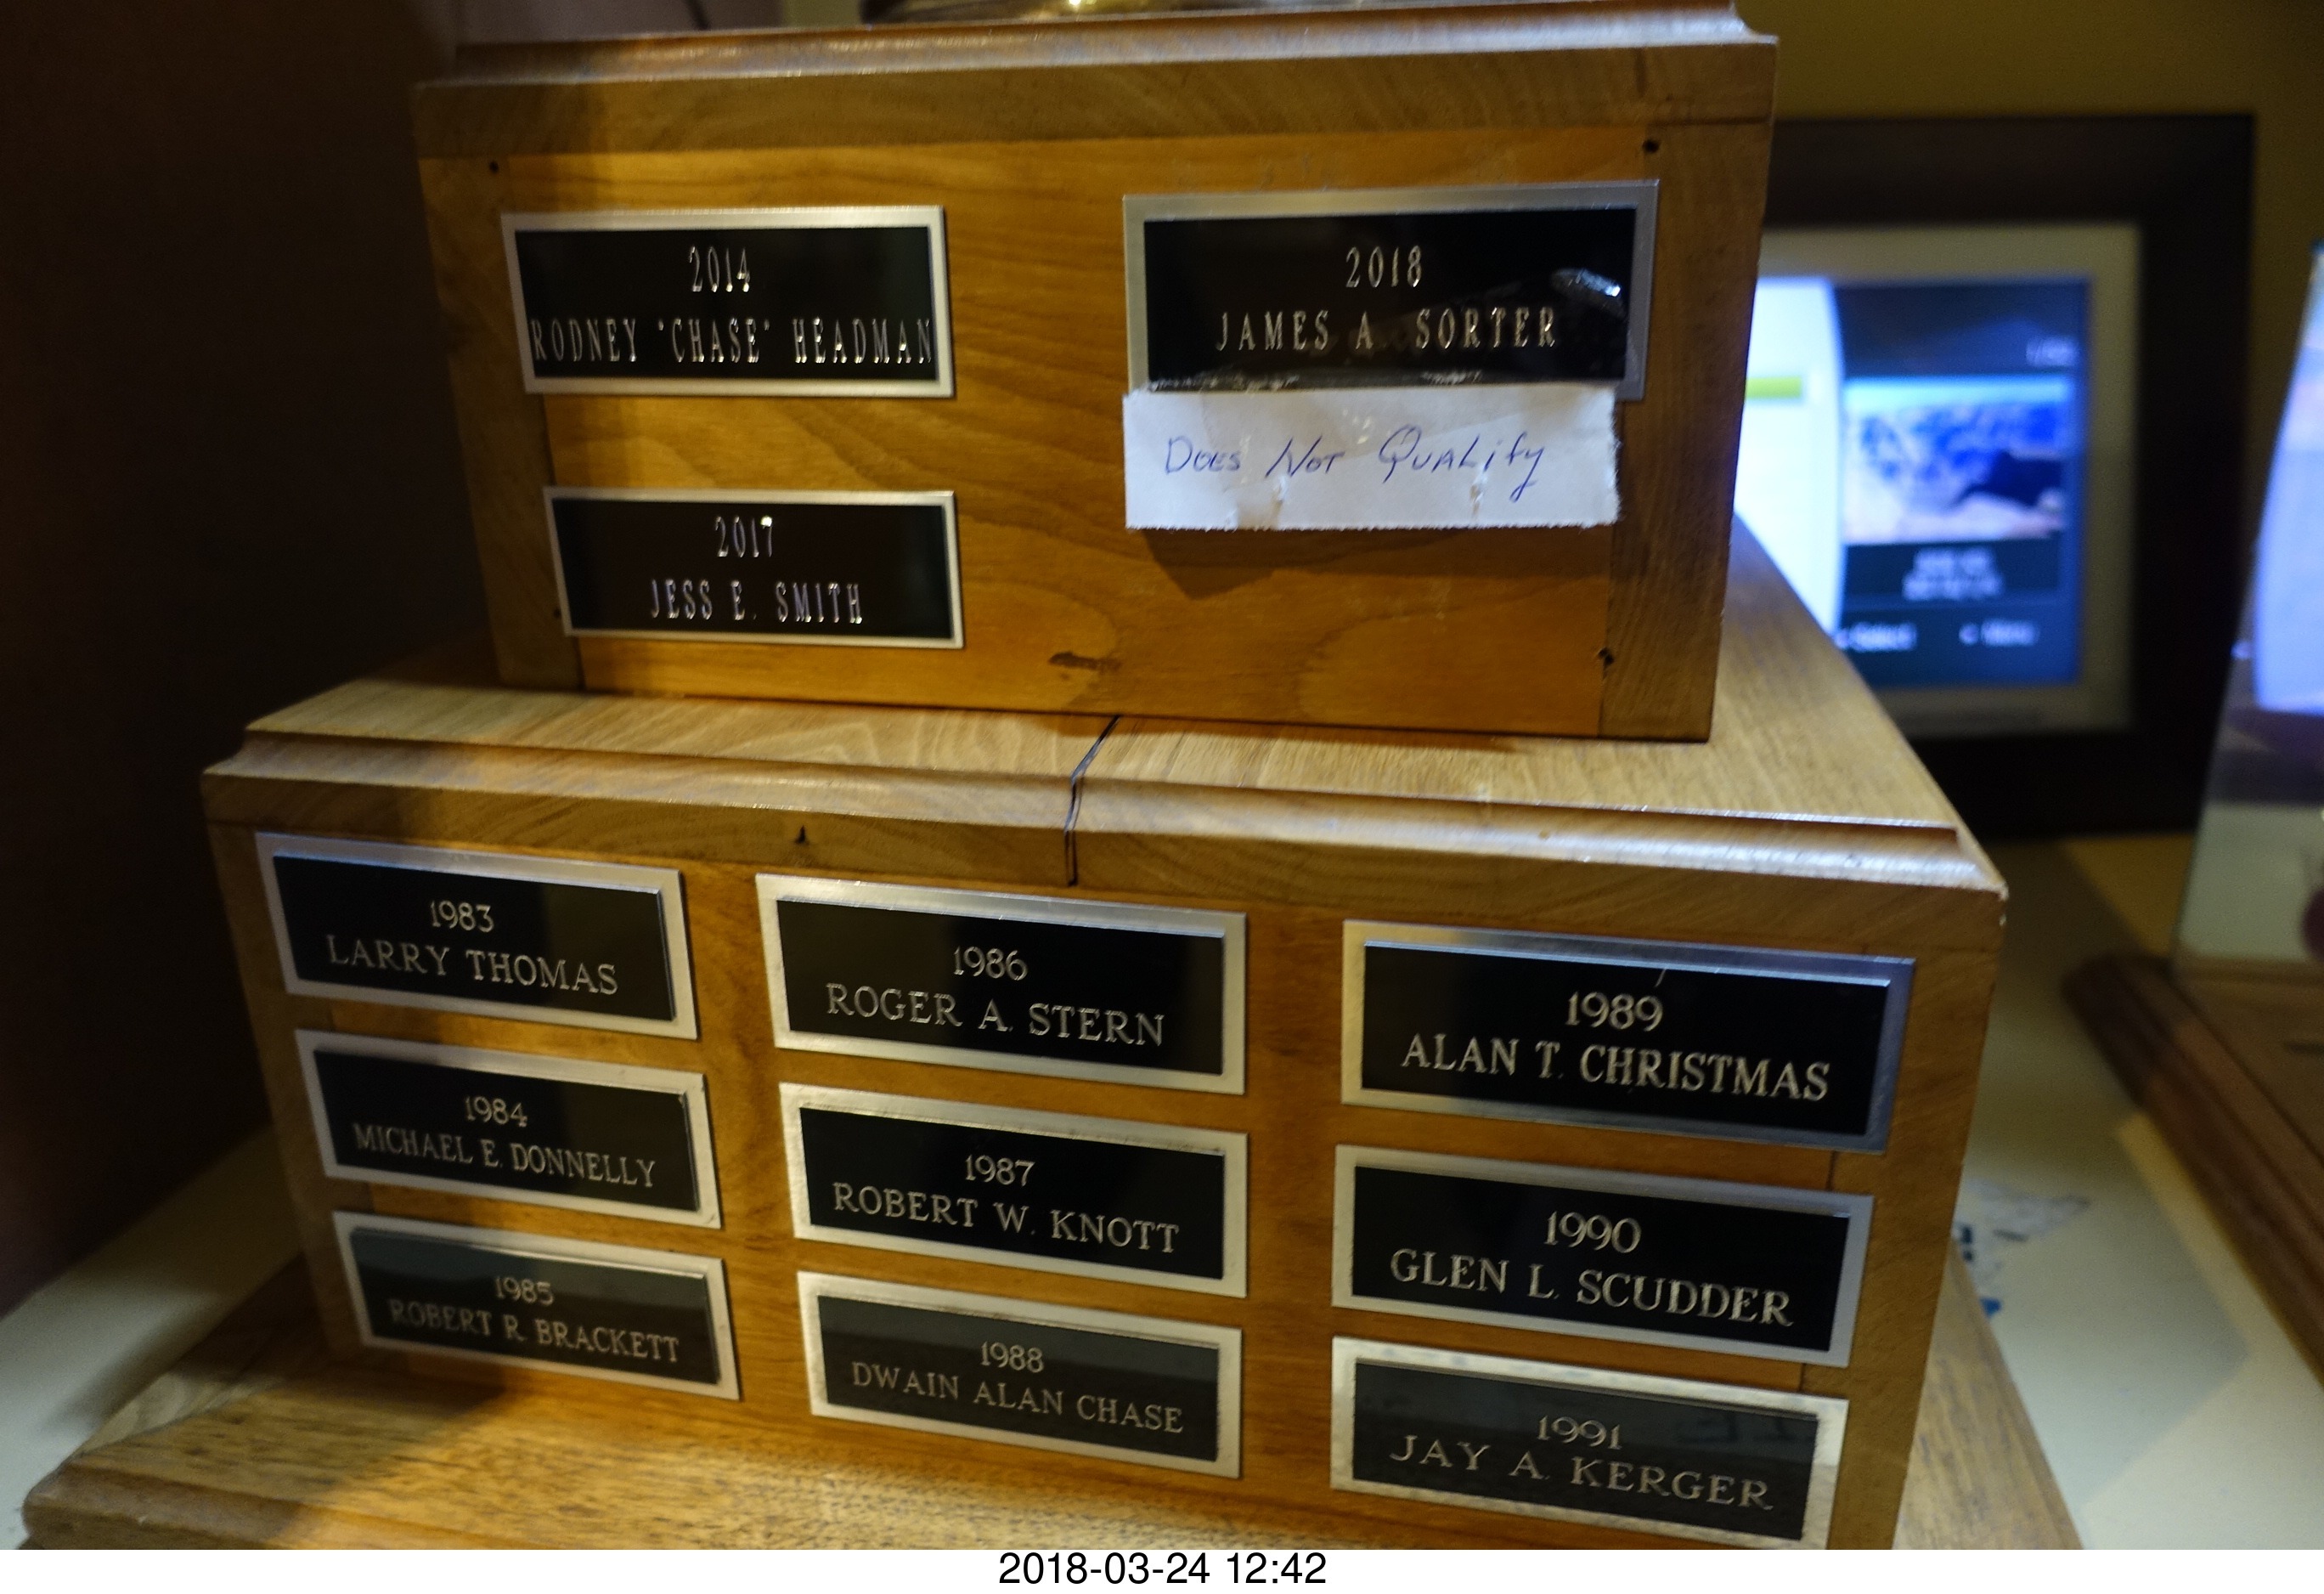 2014
RODNEY "CHASE" HEADMAN
2018
JAMES A. SORTER
Does Not Qualify
2017
JESS E. SMITH
1983
LARRY THOMAS
1984
MICHAEL E. DONNELLY
1985
ROBERT R. BRACKETT
1986
ROGER A. STERN
1987
ROBERT W. KNOTT
1988
DWAIN ALAN CHASE
1989
ALAN T. CHRISTMAS
1990
GLEN L. SCUDDER
1991
JAY A. KERGER
2018-03-24 12:42